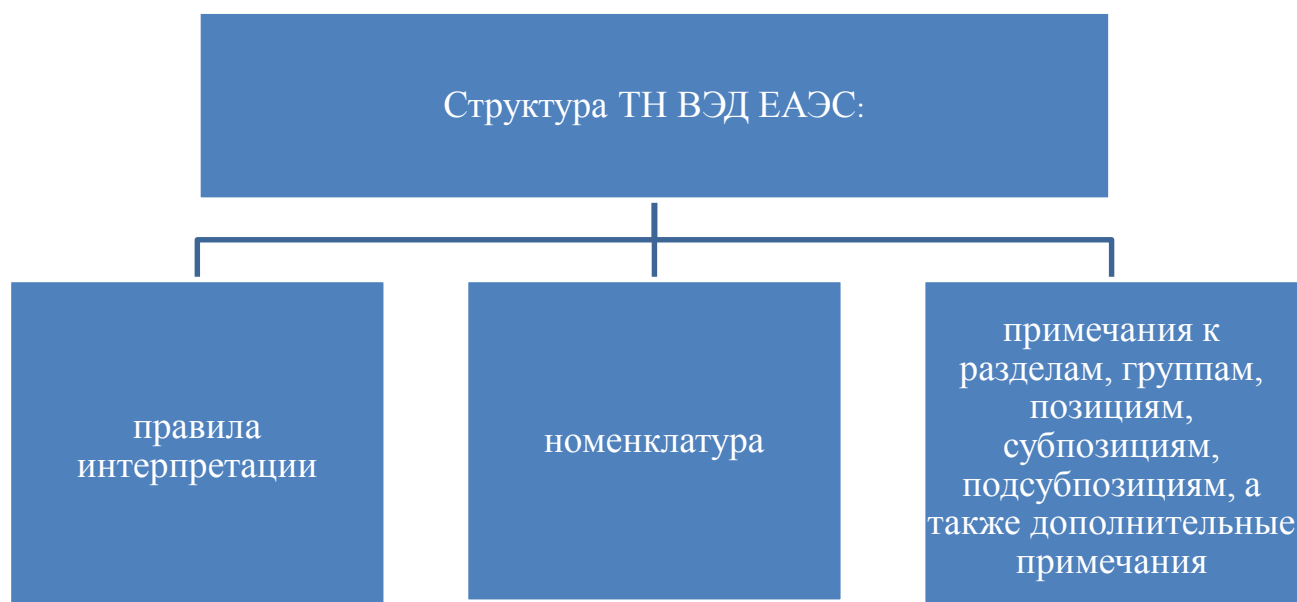 Структура ТН ВЭД ЕАЭС:
правила
интерпретации
номенклатура
примечания к
разделам, группам,
позициям,
субпозициям,
подсубпозициям, а
также дополнительные
примечания